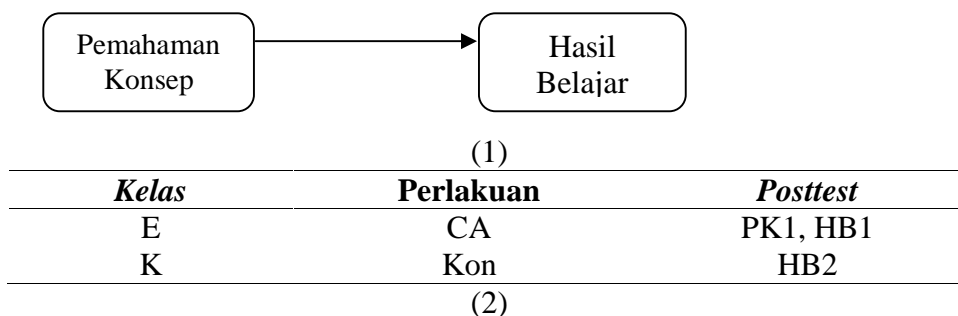 Pemahaman
Konsep
Hasil
Belajar
(1)
Kelas Perlakuan Posttest
E CA PK1, HB1
K Kon HB2
(2)